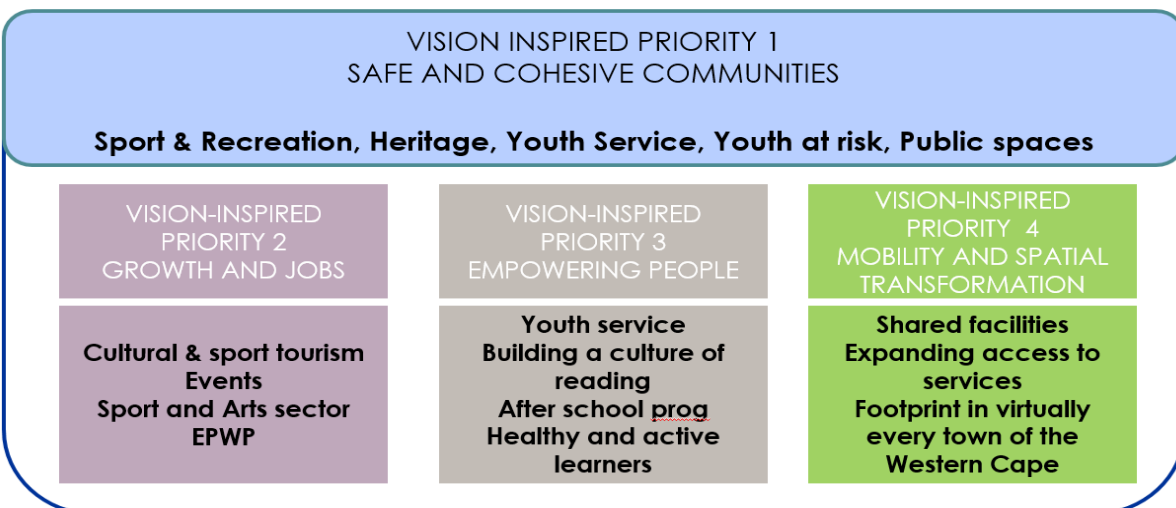 VISION INSPIRED PRIORITY 1
SAFE AND COHESIVE COMMUNITIES
Sport & Recreation, Heritage, Youth Service, Youth at risk, Public spaces
VISION-INSPIRED
PRIORITY 2
GROWTH AND JOBS
Cultural & sport tourism
Events
Sport and Arts sector
EPWP
VISION-INSPIRED
PRIORITY 3
EMPOWERING PEOPLE
Youth service
Building a culture of
reading
After school prog
Healthy and active
learners
VISION-INSPIRED
PRIORITY  4
MOBILITY AND SPATIAL
TRANSFORMATION
Shared facilities
Expanding access to
services
Footprint in virtually
every town of the
Western Cape